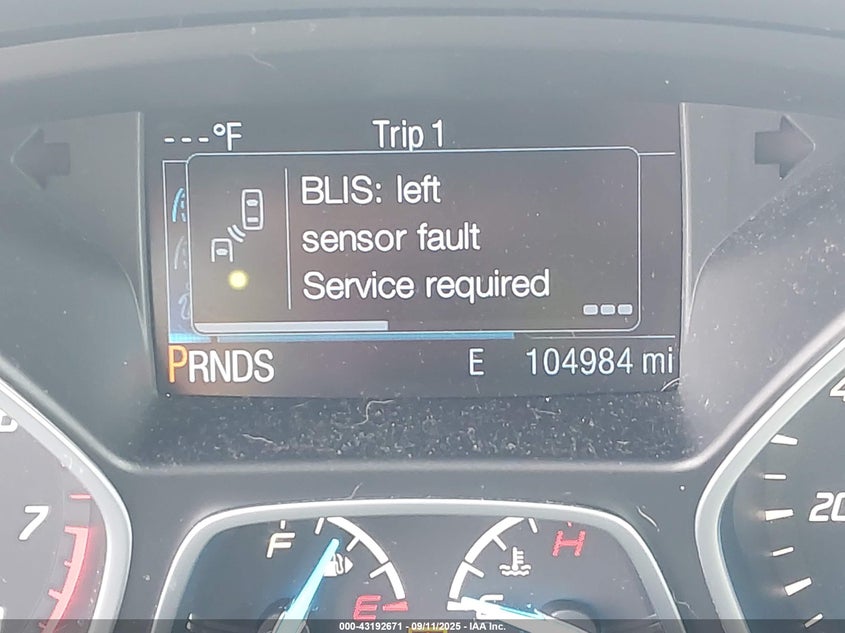 ---°F Trip 1
BLIS: left
sensor fault
Service required
PRNDS E 104984 mi
7
20
F E
H C
000-43192671 - 09/11/2025 - IAA Inc.